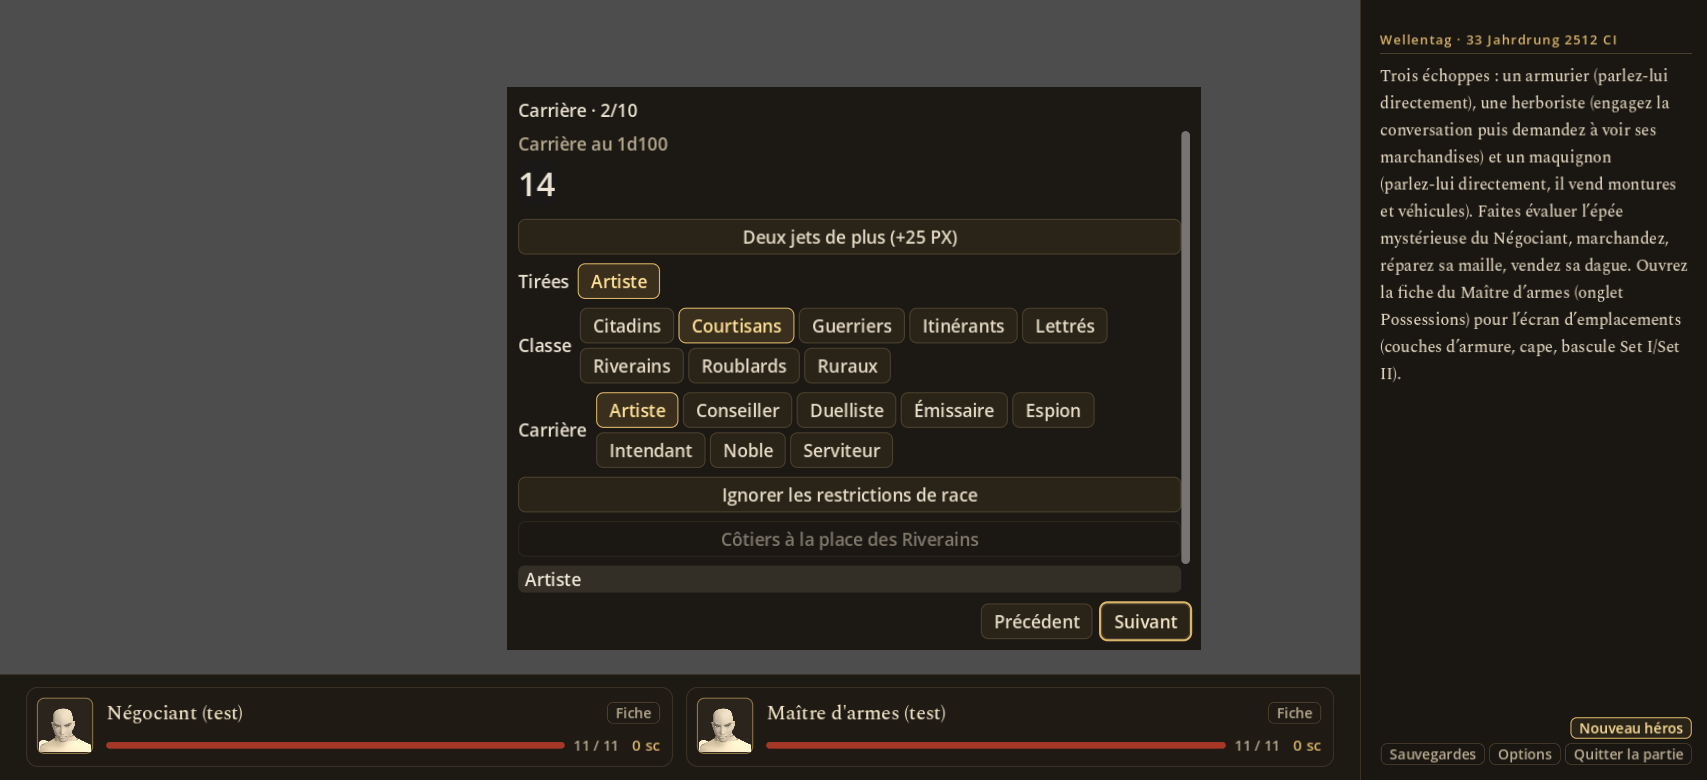 Carrière · 2/10
Carrière au 1d100
14
Deux jets de plus (+25 PX)
Tirées Artiste
Classe
Citadins Courtisans Guerriers Itinérants Lettrés
Riverains Roublards Ruraux
Carrière
Artiste Conseiller Duelliste Émissaire Espion
Intendant Noble Serviteur
Ignorer les restrictions de race
Côtiers à la place des Riverains
Artiste
Précédent Suivant
Wellentag · 33 Jahrdrung 2512 CI
Trois échoppes : un armurier (parlez-lui
directement), une herboriste (engagez la
conversation puis demandez à voir ses
marchandises) et un maquignon
(parlez-lui directement, il vend montures
et véhicules). Faites évaluer l’épée
mystérieuse du Négociant, marchandez,
réparez sa maille, vendez sa dague. Ouvrez
la fiche du Maître d’armes (onglet
Possessions) pour l’écran d’emplacements
(couches d’armure, cape, bascule Set I/Set
II).
Négociant (test) Fiche
11 / 11 0 sc
Maître d'armes (test) Fiche
11 / 11 0 sc
Nouveau héros
Sauvegardes Options Quitter la partie